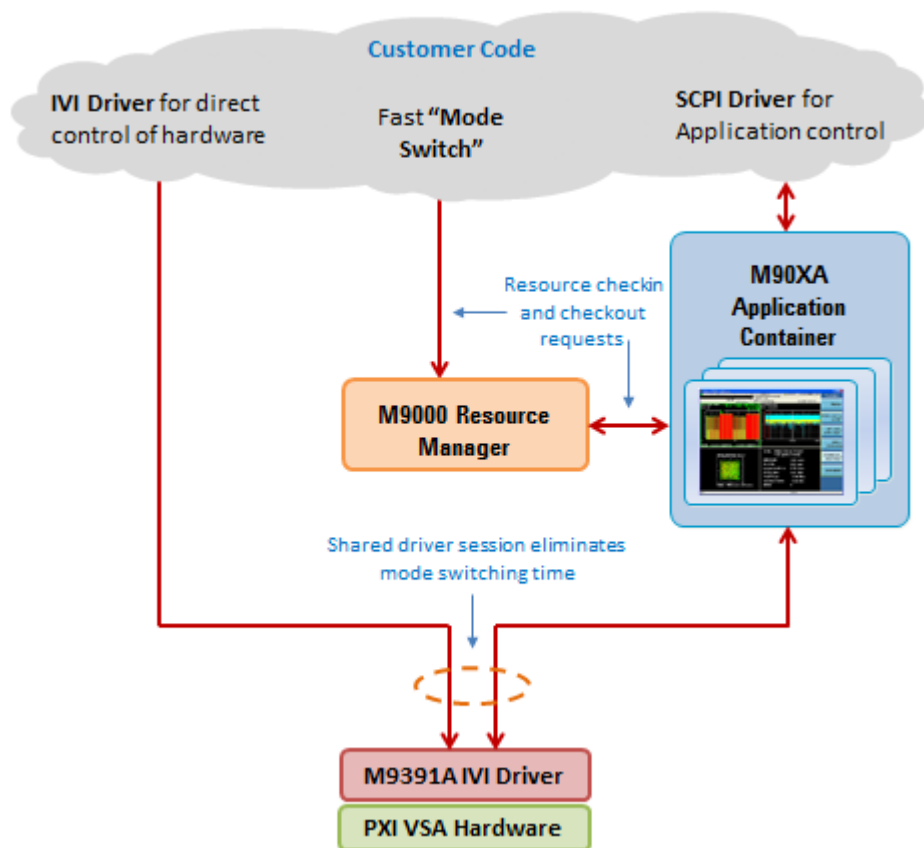 Customer Code
IVI Driver for direct
control of hardware
Fast “Mode
Switch”
SCPI Driver for
Application control
M90XA
Application
Container
Resource checkin
and checkout
requests
M9000 Resource
Manager
Shared driver session eliminates
mode switching time
M9391A IVI Driver
PXI VSA Hardware